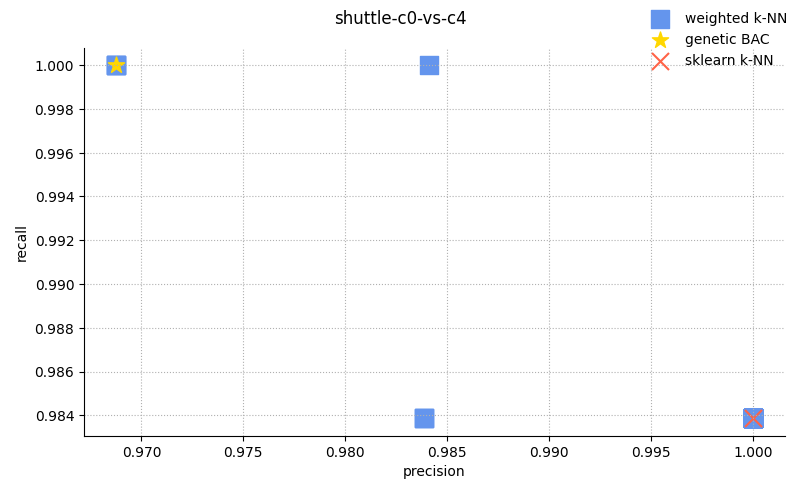 shuttle-c0-vs-c4
weighted k-NN
genetic BAC
sklearn k-NN
1.000
0.998
0.996
0.994
0.992
0.990
0.988
0.986
0.984
recall
0.970 0.975 0.980 0.985 0.990 0.995 1.000
precision